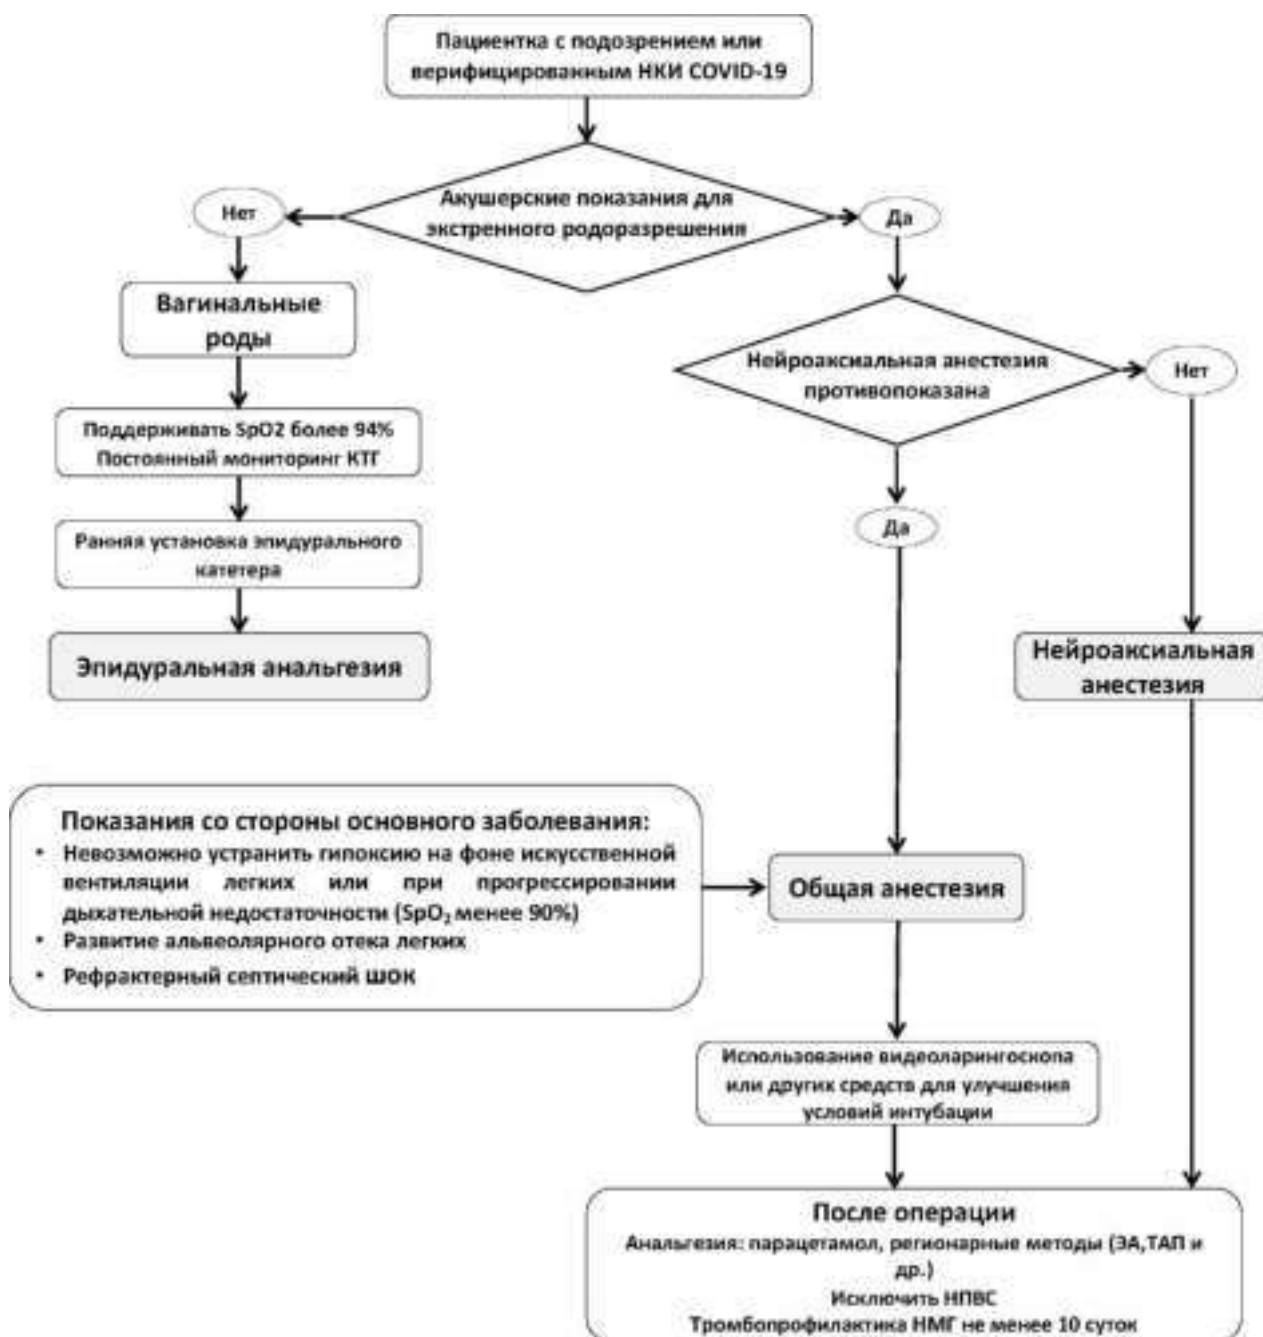 Пациентка с подозрением или
верифицированным НКИ COVID-19
Акушерские показания для
экстренного родоразрешения
Нет
Да
Вагинальные
роды
Нейроаксиальная анестезия
противопоказана
Нет
Поддерживать SpO2 более 94%
Постоянный мониторинг КТГ
Да
Ранняя установка эпидурального
катетера
Эпидуральная анальгезия
Нейроаксиальная
анестезия
Показания со стороны основного заболевания:
• Невозможно устранить гипоксию на фоне искусственной
вентиляции легких или при прогрессировании
дыхательной недостаточности (SpO₂ менее 90%)
• Развитие альвеолярного отека легких
• Рефрактерный септический шок
Общая анестезия
Использование видеоларингоскопа
или других средств для улучшения
условий интубации
После операции
Анальгезия: парацетамол, регионарные методы (ЭА,ТАП и
др.)
Исключить НПВС
Тромбопрофилактика НМГ не менее 10 суток